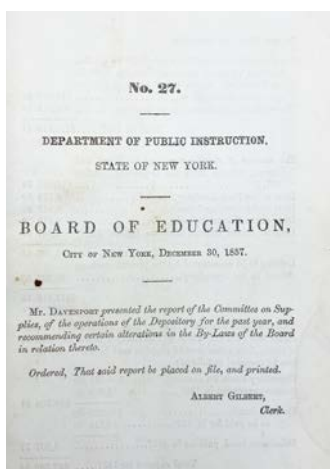 No. 27.
DEPARTMENT OF PUBLIC INSTRUCTION,
STATE OF NEW YORK.
BOARD OF EDUCATION,
CITY OF NEW YORK, DECEMBER 30, 1857.
MR. DAVENPORT presented the report of the Committee on Sup-
plies, of the operations of the Depository for the past year, and
recommending certain alterations in the By-Laws of the Board
in relation thereto.
Ordered, That said report be placed on file, and printed.
ALBERT GILBERT,
Clerk.